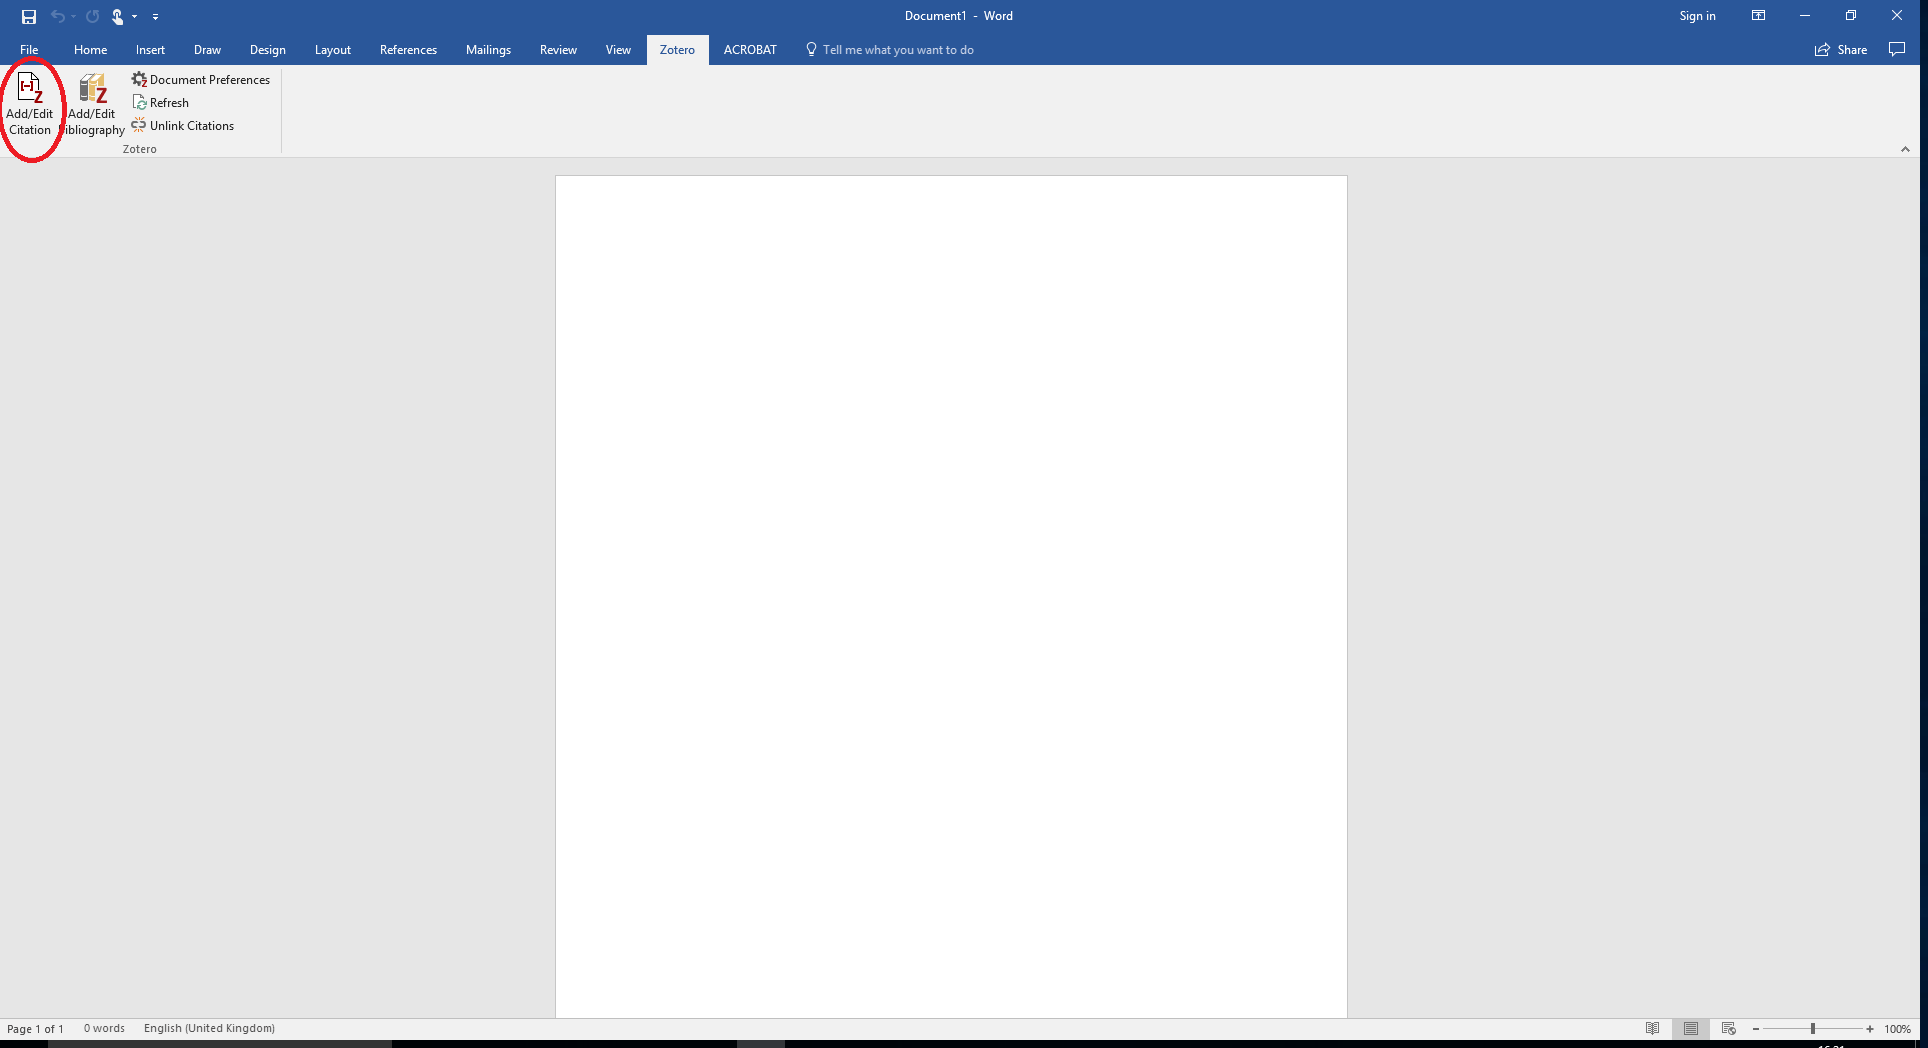 Document1 - Word
Sign in
File Home Insert Draw Design Layout References Mailings Review View Zotero ACROBAT Tell me what you want to do Share
Add/Edit
Citation
Add/Edit
ibliography
Document Preferences
Refresh
Unlink Citations
Zotero
Page 1 of 1 0 words English (United Kingdom) 100%